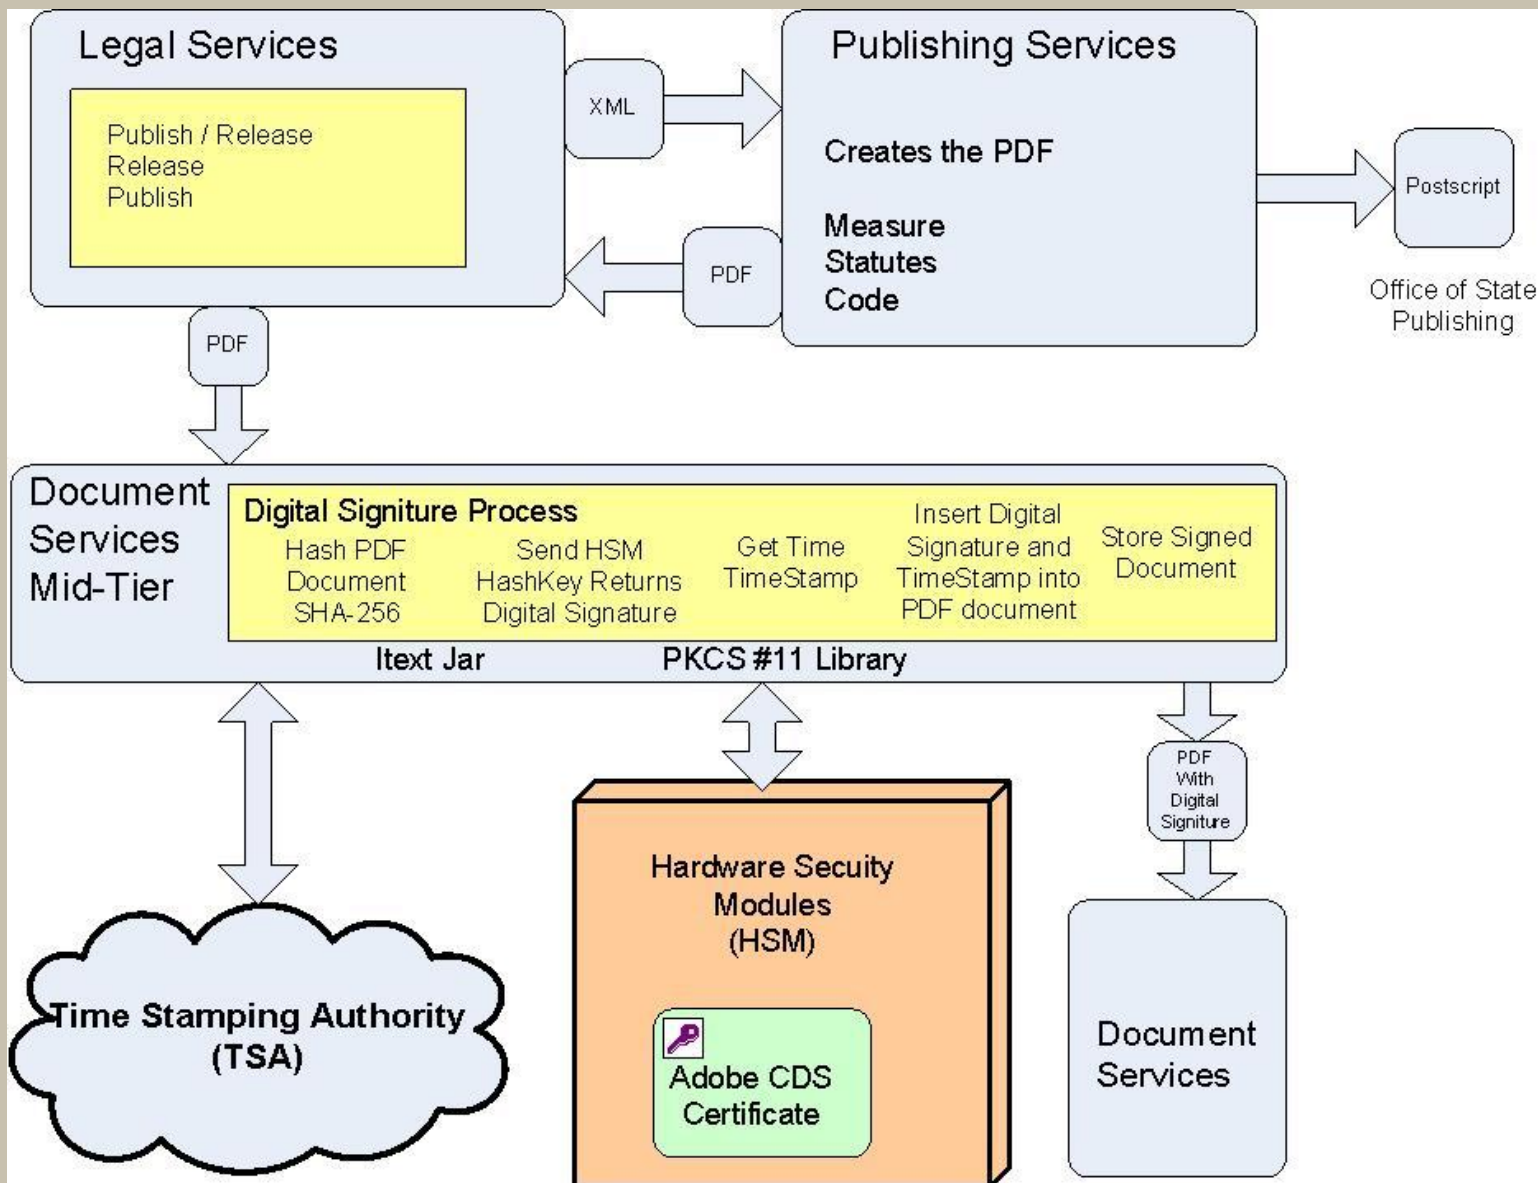 Legal Services
Publish / Release
Release
Publish
XML
Publishing Services
Creates the PDF
Measure
Statutes
Code
PDF
Postscript
Office of State
Publishing
PDF
Document
Services
Mid-Tier
Digital Signiture Process
Hash PDF
Document
SHA-256
Send HSM
HashKey Returns
Digital Signature
Get Time
TimeStamp
Insert Digital
Signature and
TimeStamp into
PDF document
Store Signed
Document
Itext Jar
PKCS #11 Library
Time Stamping Authority
(TSA)
Hardware Secuity
Modules
(HSM)
Adobe CDS
Certificate
PDF
With
Digital
Signiture
Document
Services